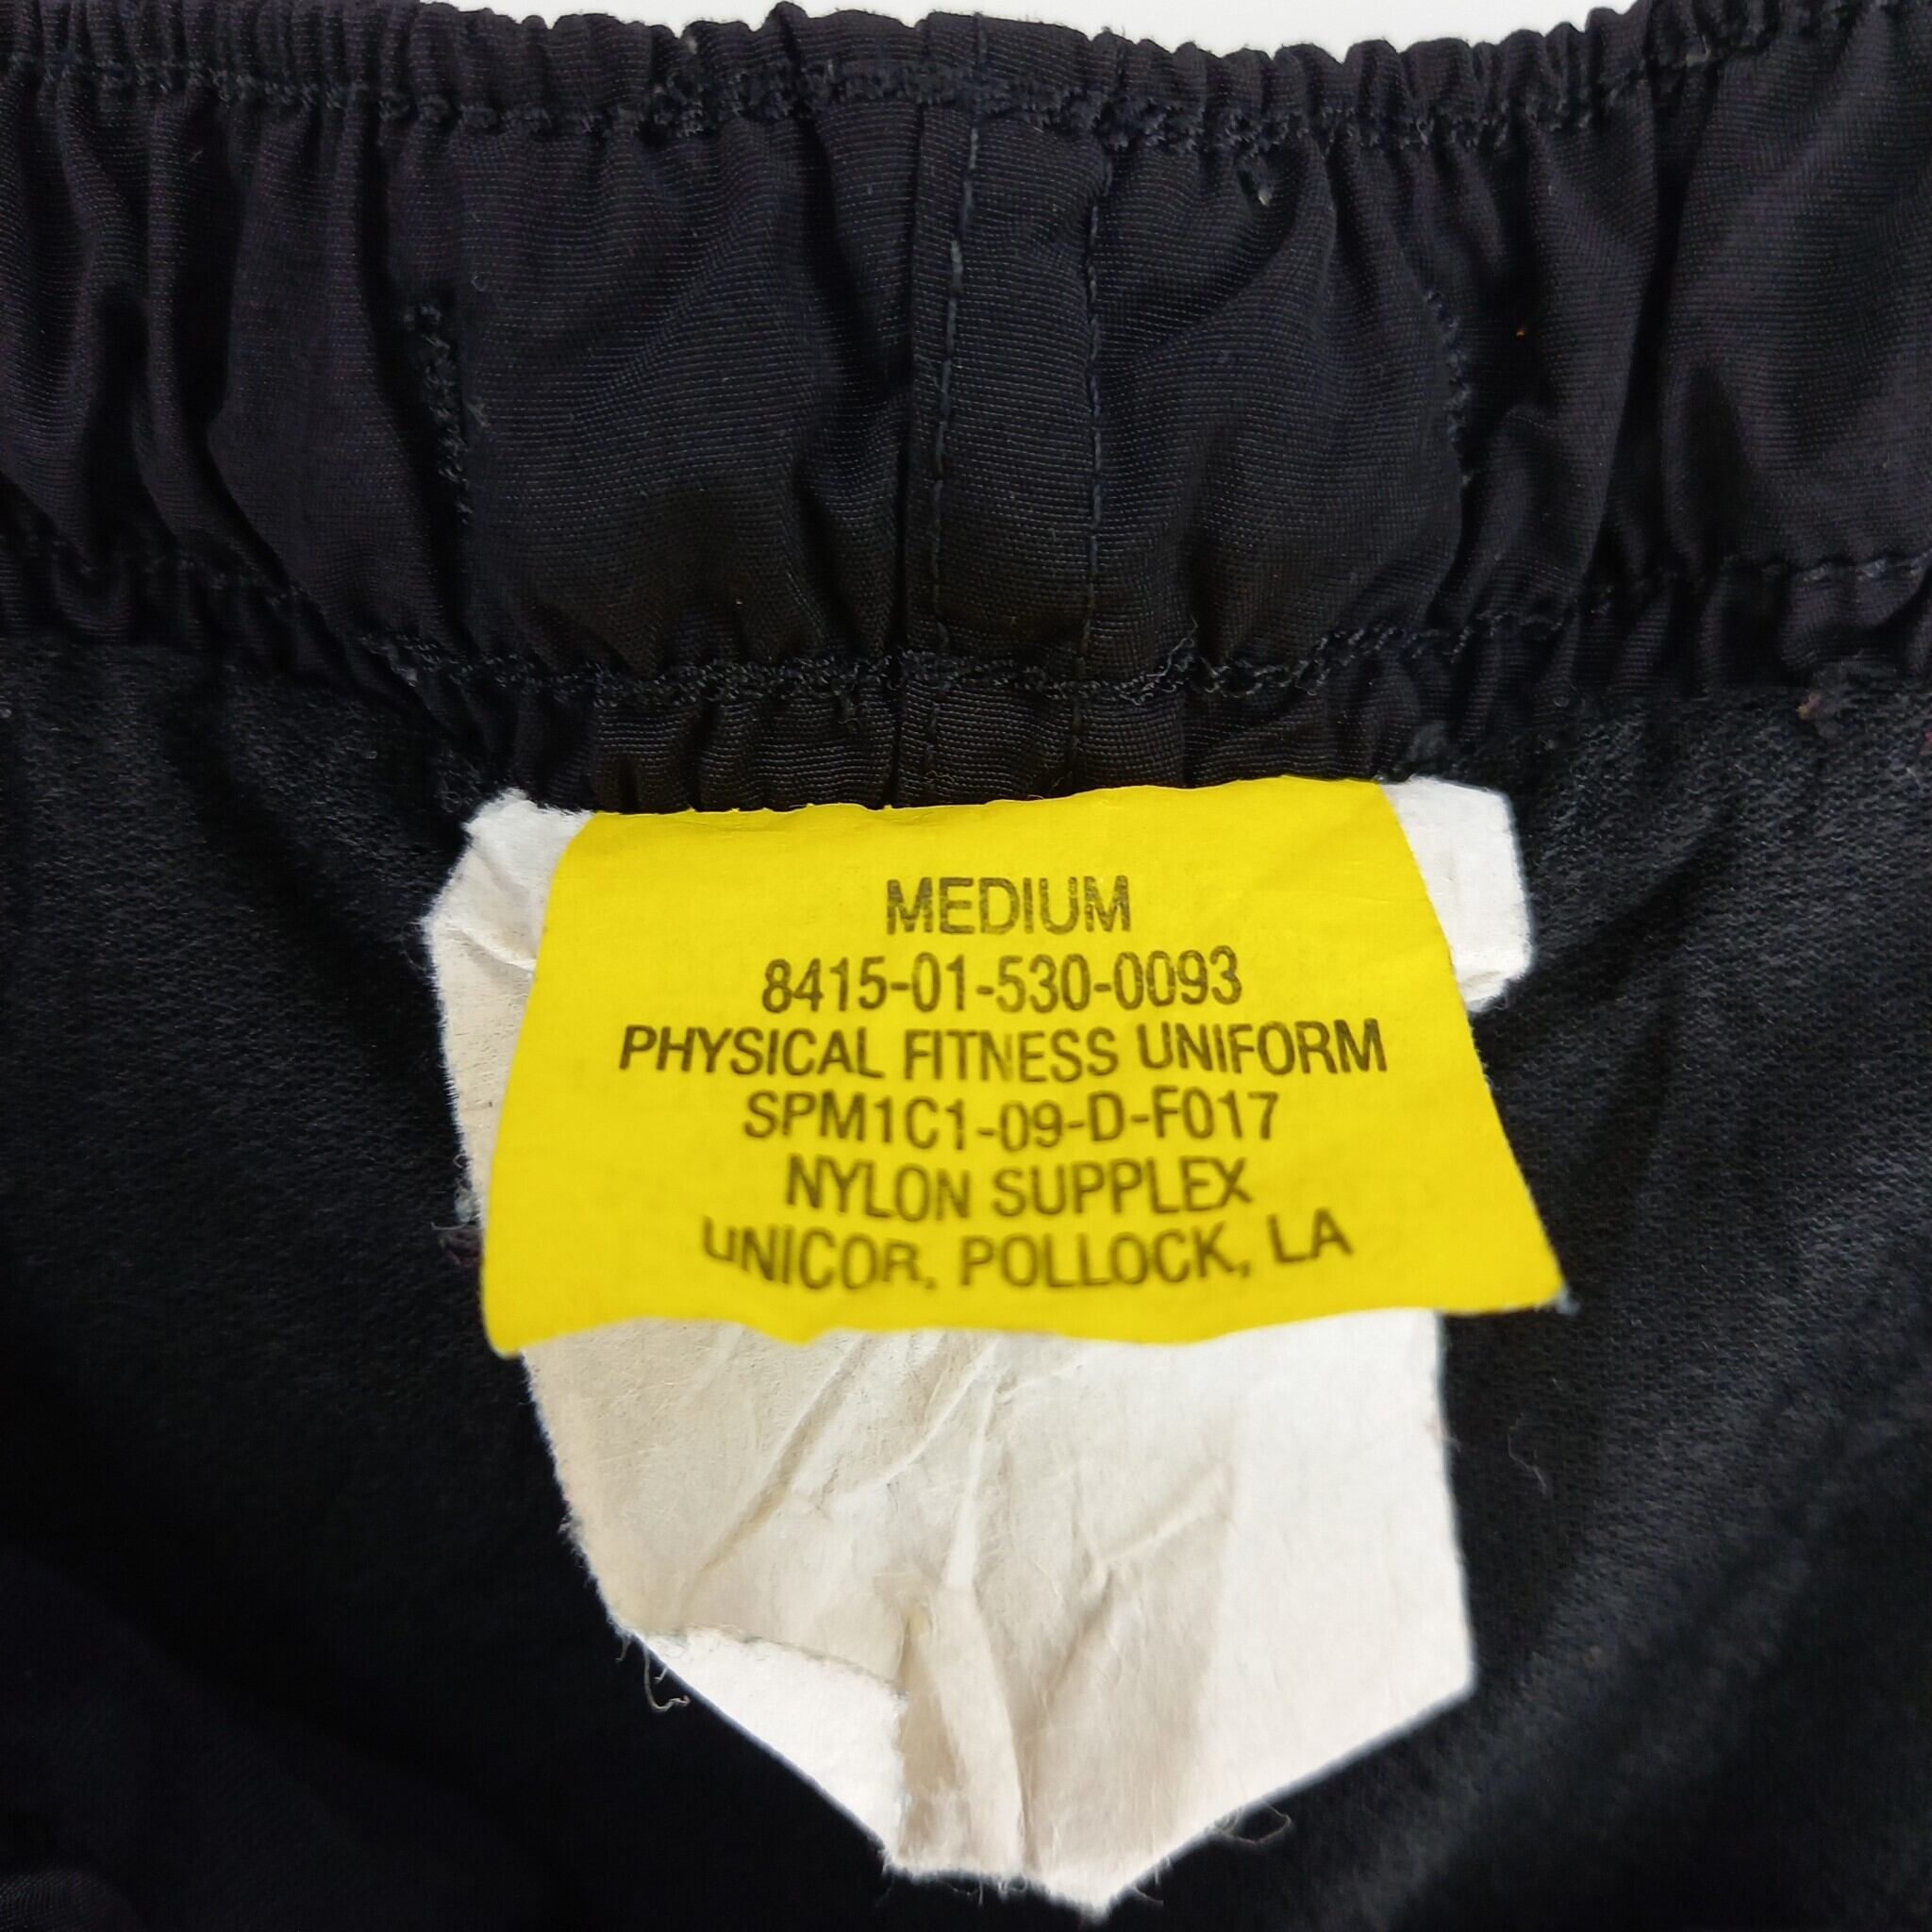 MEDIUM
8415-01-530-0093
PHYSICAL FITNESS UNIFORM
SPM1C1-09-D-F017
NYLON SUPPLEX
UNICOR, POLLOCK, LA